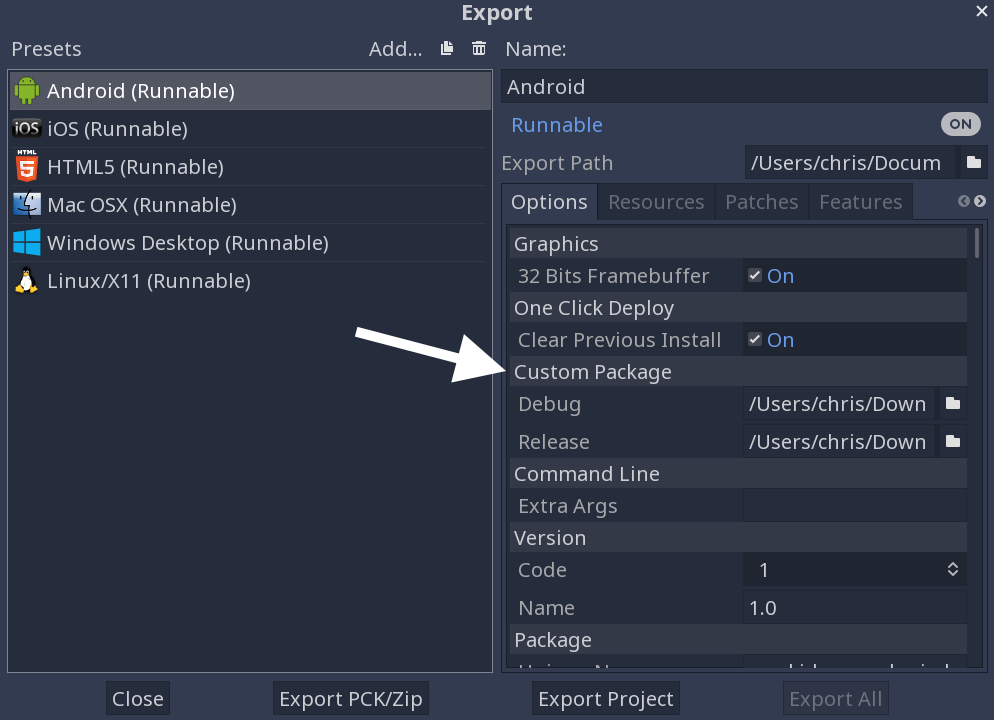 Export
Presets
Add...
Name:
Android (Runnable)
iOS
iOS (Runnable)
HTML
5
HTML5 (Runnable)
Mac OSX (Runnable)
Windows Desktop (Runnable)
Linux/X11 (Runnable)
Android
Runnable
ON
Export Path
/Users/chris/Docum
Options
Resources
Patches
Features
Graphics
32 Bits Framebuffer
On
One Click Deploy
Clear Previous Install
On
Custom Package
Debug
/Users/chris/Down
Release
/Users/chris/Down
Command Line
Extra Args
Version
Code
1
Name
1.0
Package
Close
Export PCK/Zip
Export Project
Export All